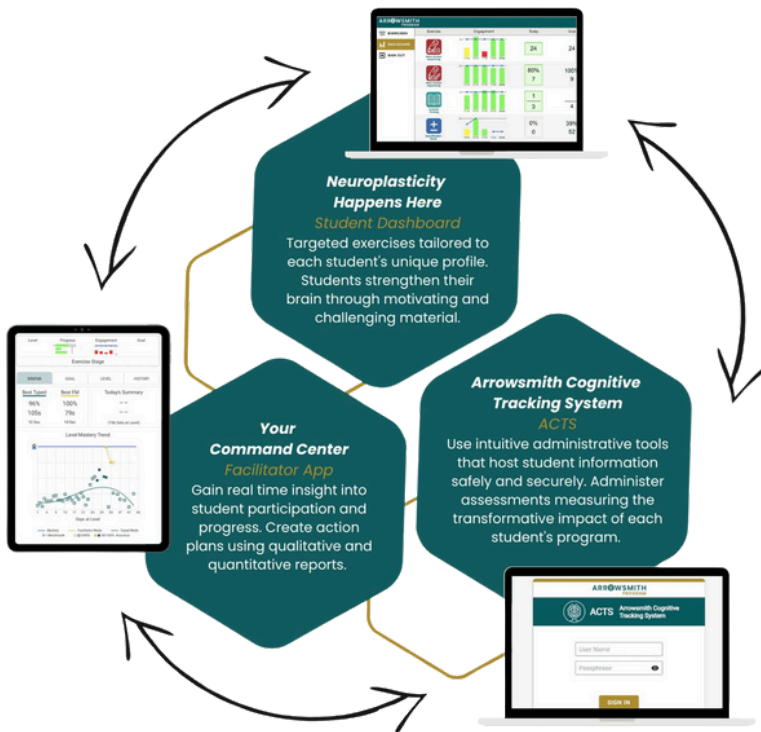 ARROWSMITH
PROGRAM
Exercise Engagement Today
DASHBOARD
SIGN OUT
24 24
80% 100%
7 9
1
3 4
0% 39%
0 52
Neuroplasticity
Happens Here
Student Dashboard
Targeted exercises tailored to
each student's unique profile.
Students strengthen their
brain through motivating and
challenging material.
Level Progress Engagement Goal
Exercise Stage
STATUS GOAL LEVEL HISTORY
Best Typed Best FM Today's Summary
96% 100% -- --
105s 79s -- --
Level Mastery Trend
Days at Level
Your
Command Center
Facilitator App
Gain real time insight into
student participation and
progress. Create action
plans using qualitative and
quantitative reports.
Arrowsmith Cognitive
Tracking System
ACTS
Use intuitive administrative tools
that host student information
safely and securely. Administer
assessments measuring the
transformative impact of each
student's program.
ARROWSMITH
PROGRAM
ACTS Arrowsmith Cognitive
Tracking System
User Name
Passphrase
SIGN IN